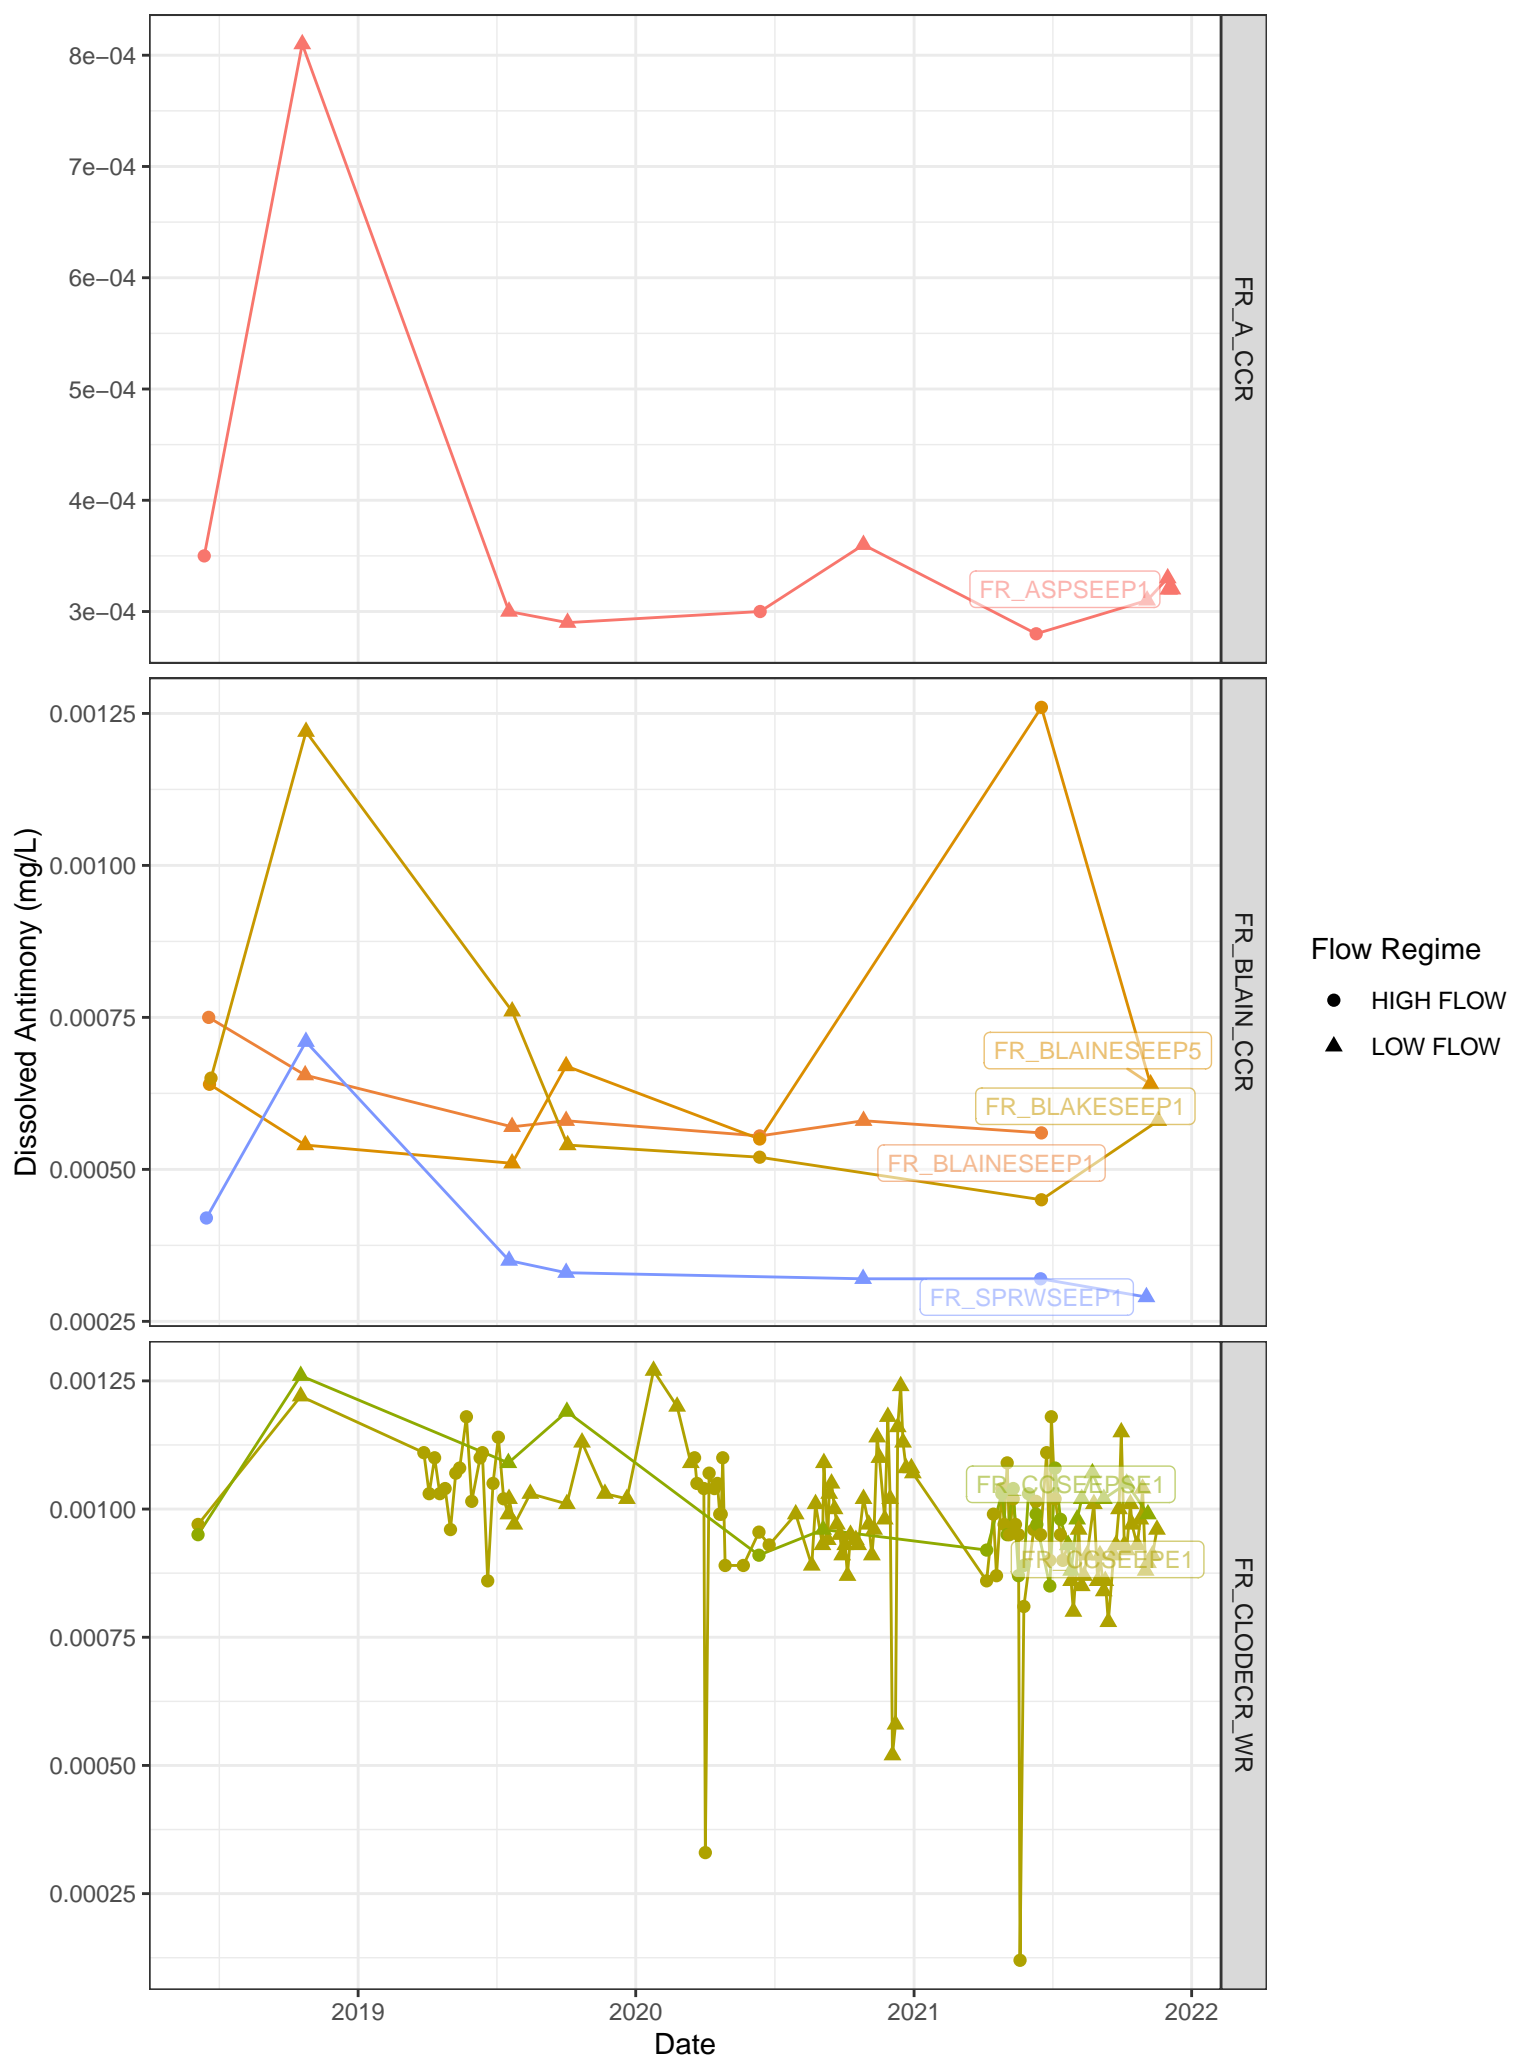 8e−04
7e−04
6e−04
5e−04
4e−04
3e−04
FR_ASPSEEP1
FR_A_CCR
Dissolved Antimony (mg/L)
0.00125
0.00100
0.00075
0.00050
0.00025
FR_BLAINESEEP5
FR_BLAKESEEP1
FR_BLAINESEEP1
FR_SPRWSEEP1
FR_BLAIN_CCR
Flow Regime
HIGH FLOW
LOW FLOW
0.00125
0.00100
0.00075
0.00050
0.00025
FR_COSEEPSE1
FR_CCSEEPE1
FR_CLODECR_WR
2019 2020 2021 2022
Date